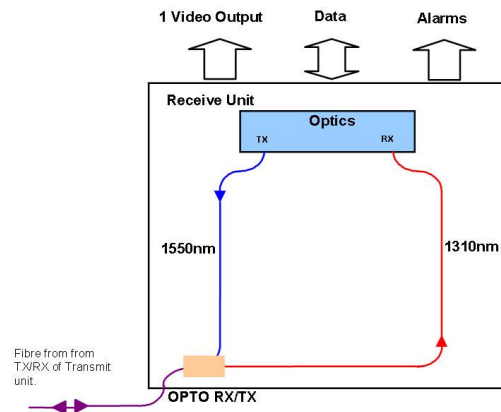 1 Video Output
Data
Alarms
Receive Unit
Optics
TX
RX
1550nm
1310nm
Fibre from from
TX/RX of Transmit
unit.
OPTO RX/TX